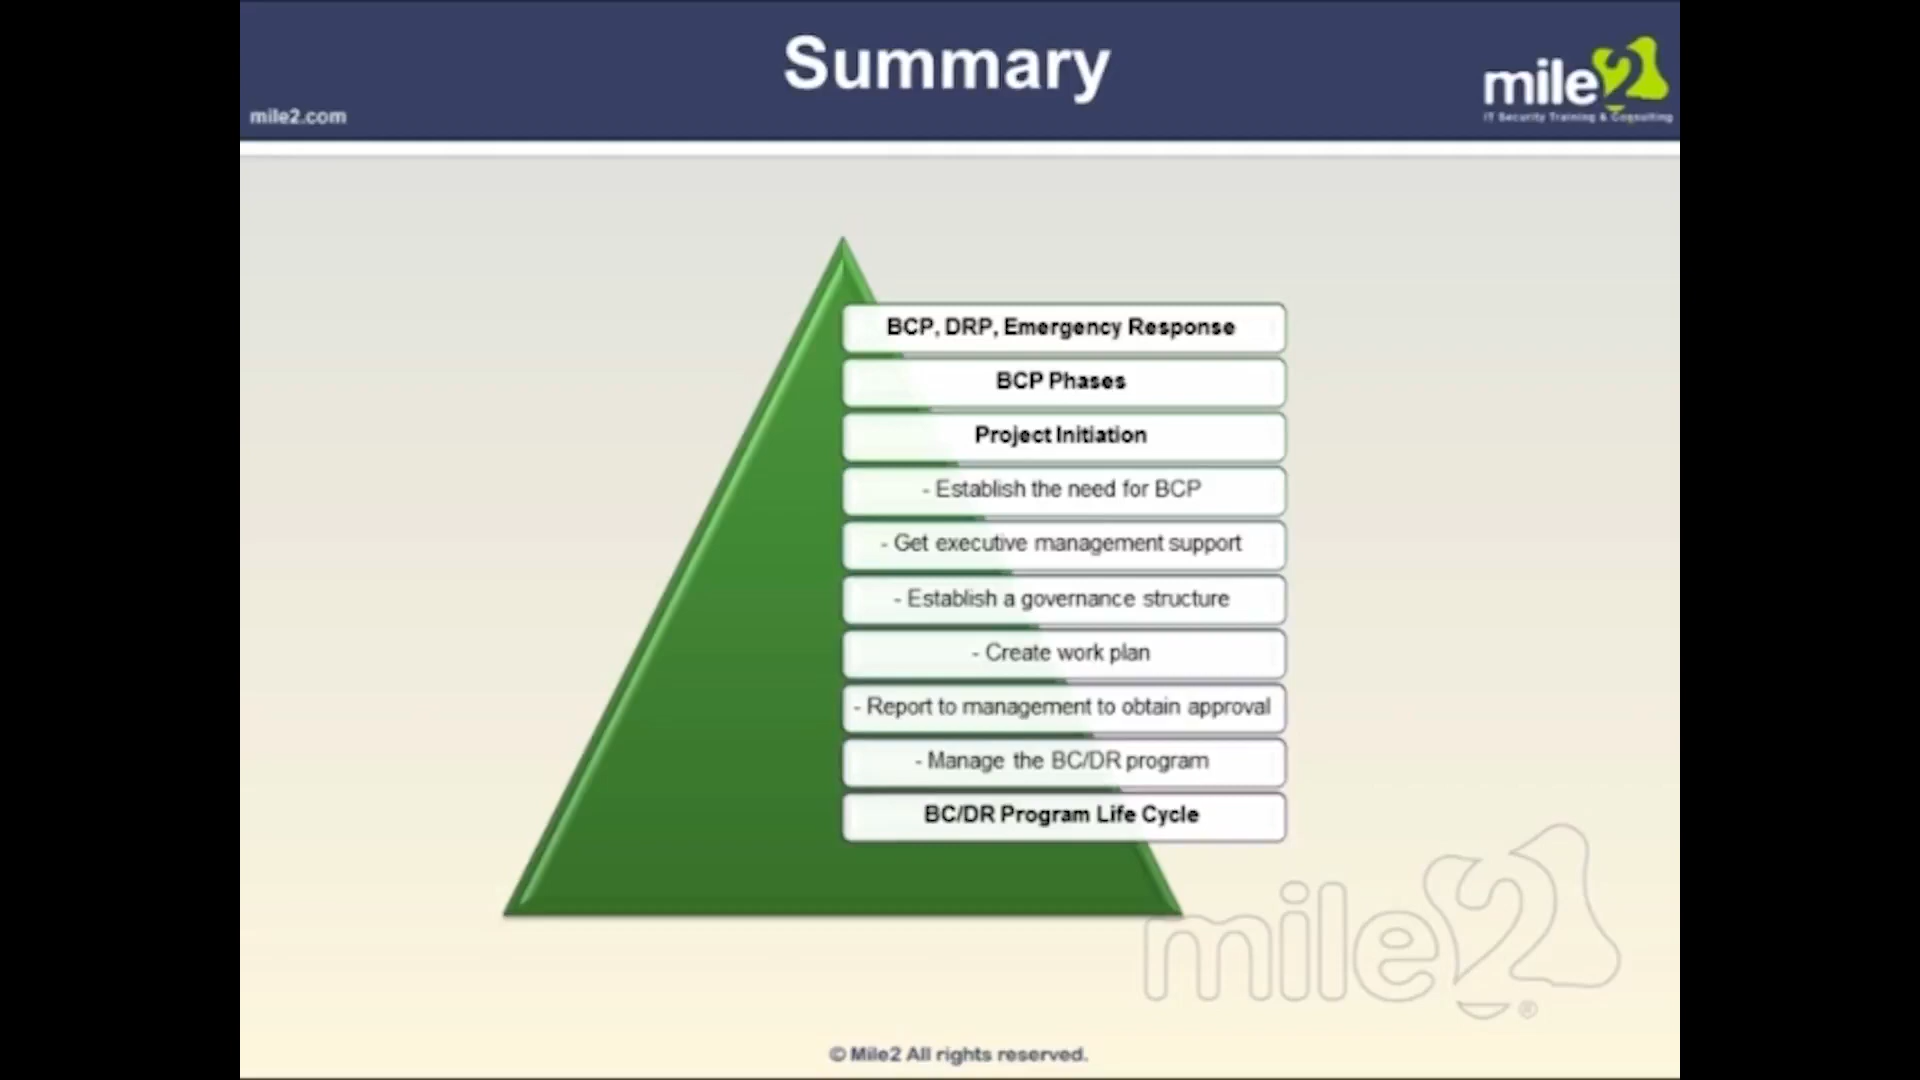 Summary
mile2.com
mile2
IT Security Training & Consulting
BCP, DRP, Emergency Response
BCP Phases
Project Initiation
- Establish the need for BCP
- Get executive management support
- Establish a governance structure
- Create work plan
- Report to management to obtain approval
- Manage the BC/DR program
BC/DR Program Life Cycle
mile2®
© Mile2 All rights reserved.